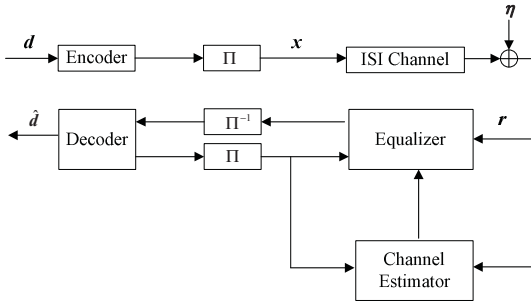 η
d
Encoder
Π
x
ISI Channel
d̂
Decoder
Π⁻¹
Π
Equalizer
r
Channel
Estimator